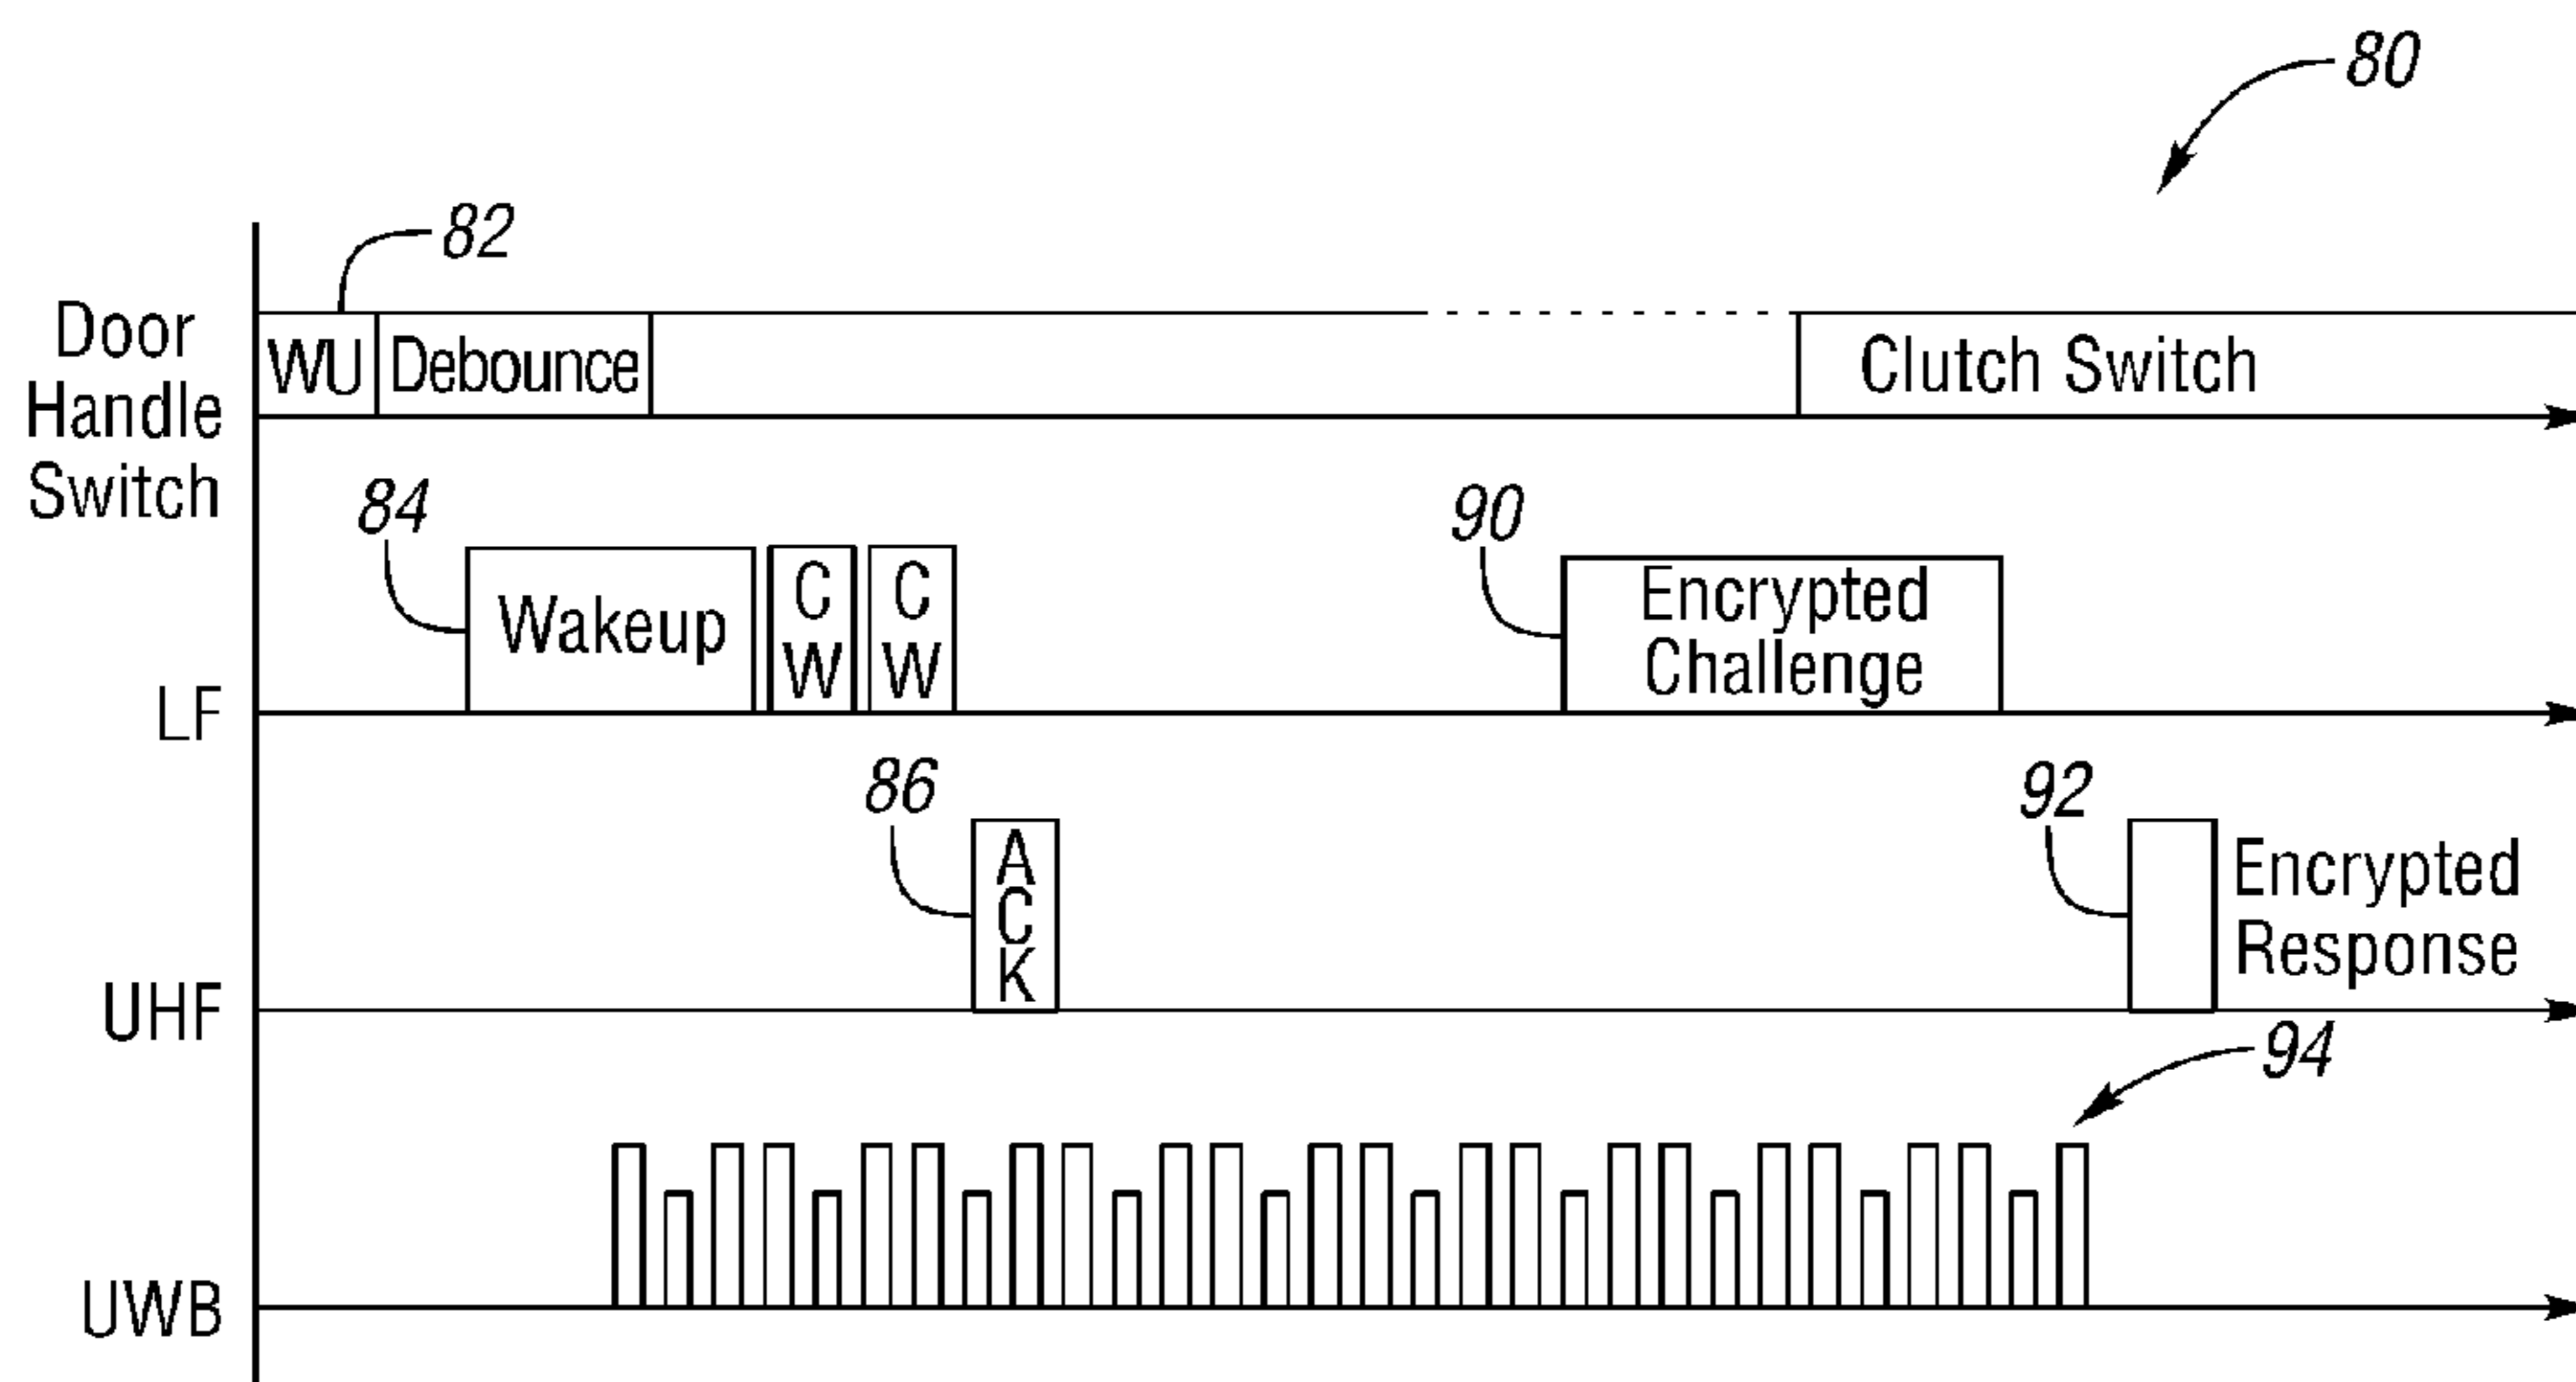 80
82
Door
Handle
Switch
WU
Debounce
Clutch Switch
84
90
Wakeup
C
W
C
W
Encrypted
Challenge
LF
86
92
A
C
K
Encrypted
Response
UHF
94
UWB